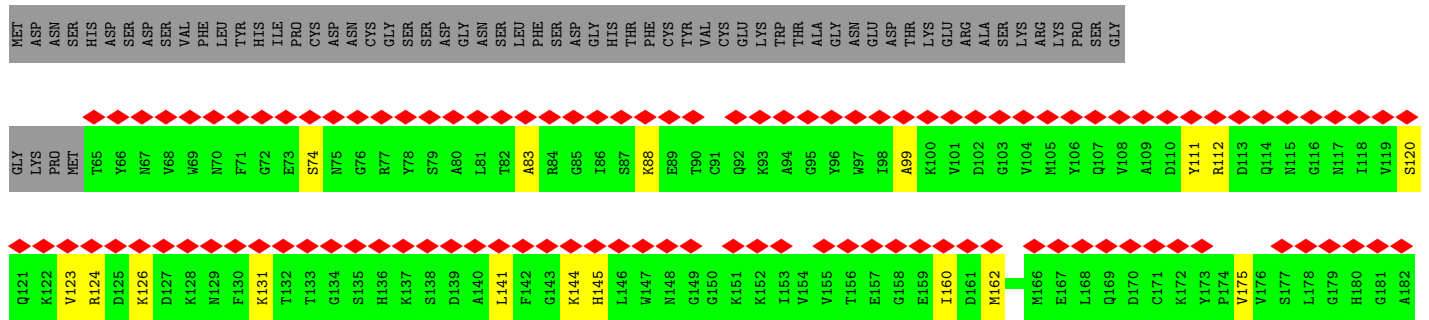 MET ASP ASN SER HIS ASP SER ASP SER VAL PHE LEU TYR HIS ILE PRO CYS ASP ASN CYS GLY SER SER ASP GLY ASN SER LEU PHE SER ASP GLY HIS THR PHE CYS TYR VAL CYS GLU LYS TRP THR ALA GLY ASN GLU ASP THR LYS GLU ARG ALA SER LYS ARG LYS PRO SER GLY
GLY LYS PRO MET T65 Y66 N67 V68 W69 N70 F71 G72 E73 S74 N75 G76 R77 Y78 S79 A80 L81 T82 A83 R84 G85 I86 S87 K88 E89 T90 C91 Q92 K93 A94 G95 Y96 W97 I98 A99 K100 V101 D102 G103 V104 M105 Y106 Q107 V108 A109 D110 Y111 R112 D113 Q114 N115 G116 N117 I118 V119 S120
Q121 K122 V123 R124 D125 K126 D127 K128 N129 F130 K131 T132 T133 G134 S135 H136 K137 S138 D139 A140 L141 F142 G143 K144 H145 L146 W147 N148 G149 G150 K151 K152 I153 V154 V155 T156 E157 G158 E159 I160 D161 M162 M166 E167 L168 Q169 D170 C171 K172 Y173 P174 V175 V176 S177 L178 G179 H180 G181 A182